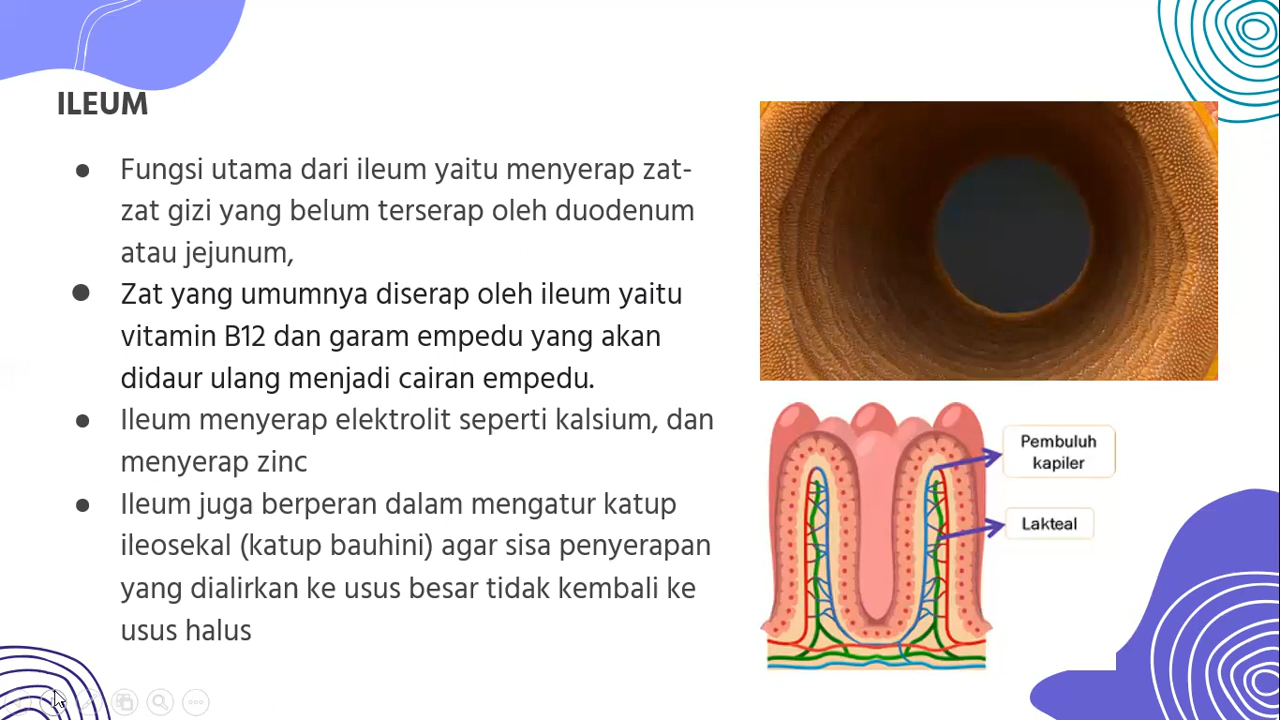 ILEUM
● Fungsi utama dari ileum yaitu menyerap zat-
zat gizi yang belum terserap oleh duodenum
atau jejunum,
● Zat yang umumnya diserap oleh ileum yaitu
vitamin B12 dan garam empedu yang akan
didaur ulang menjadi cairan empedu.
● Ileum menyerap elektrolit seperti kalsium, dan
menyerap zinc
● Ileum juga berperan dalam mengatur katup
ileosekal (katup bauhini) agar sisa penyerapan
yang dialirkan ke usus besar tidak kembali ke
usus halus
Pembuluh
kapiler
Lakteal